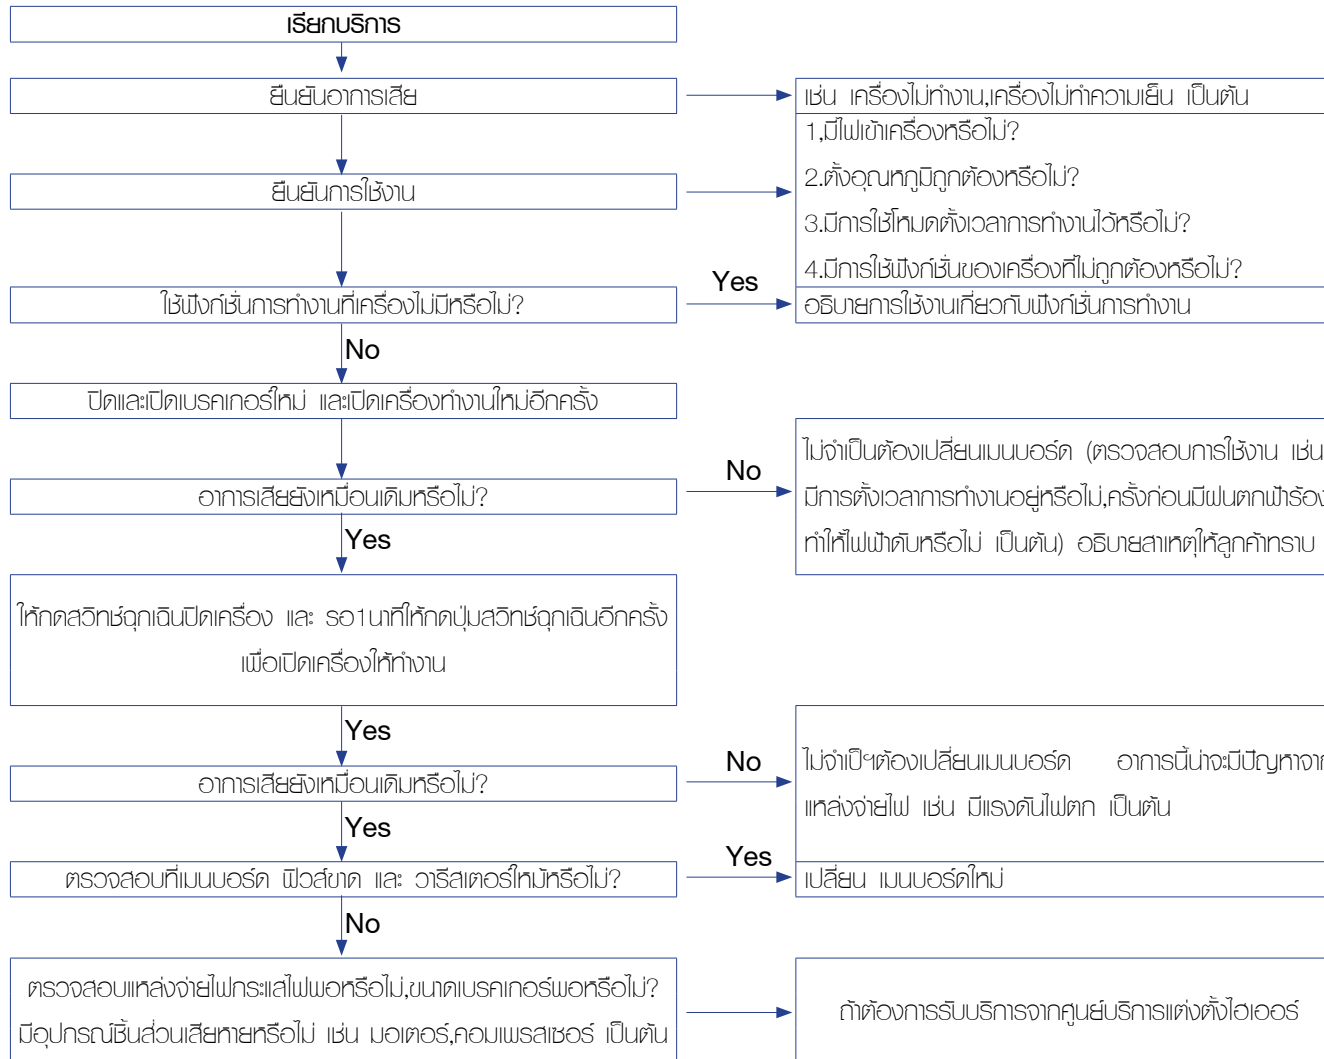 เรียกบริการ
ยืนยันอาการเสีย
เช่น เครื่องไม่ทำงาน,เครื่องไม่ทำความเย็น เป็นต้น
ยืนยันการใช้งาน
1,มีไฟเข้าเครื่องหรือไม่?
2.ตั้งอุณหภูมิถูกต้องหรือไม่?
3.มีการใช้โหมดตั้งเวลาการทำงานไว้หรือไม่?
4.มีการใช้ฟังก์ชั่นของเครื่องที่ไม่ถูกต้องหรือไม่?
ใช้ฟังก์ชั่นการทำงานที่เครื่องไม่มีหรือไม่?
Yes
อธิบายการใช้งานเกี่ยวกับฟังก์ชั่นการทำงาน
No
ปิดและเปิดเบรคเกอร์ใหม่ และเปิดเครื่องทำงานใหม่อีกครั้ง
อาการเสียยังเหมือนเดิมหรือไม่?
No
ไม่จำเป็นต้องเปลี่ยนเมนบอร์ด (ตรวจสอบการใช้งาน เช่น
มีการตั้งเวลาการทำงานอยู่หรือไม่,ครั้งก่อนมีฝนตกฟ้าร้อง
ทำให้ไฟฟ้าดับหรือไม่ เป็นต้น) อธิบายสาเหตุให้ลูกค้าทราบ
Yes
ให้กดสวิทช์ฉุกเฉินปิดเครื่อง และ รอ1นาทีให้กดปุ่มสวิทช์ฉุกเฉินอีกครั้ง
เพื่อเปิดเครื่องให้ทำงาน
Yes
อาการเสียยังเหมือนเดิมหรือไม่?
No
ไม่จำเป็ฯต้องเปลี่ยนเมนบอร์ด อาการนี้น่าจะมีปัญหาจาก
แหล่งจ่ายไฟ เช่น มีแรงดันไฟตก เป็นต้น
Yes
ตรวจสอบที่เมนบอร์ด ฟิวส์ขาด และ วาริสเตอร์ไหม้หรือไม่?
Yes
เปลี่ยน เมนบอร์ดใหม่
No
ตรวจสอบแหล่งจ่ายไฟกระแสไฟพอหรือไม่,ขนาดเบรคเกอร์พอหรือไม่?
มีอุปกรณ์ชิ้นส่วนเสียหายหรือไม่ เช่น มอเตอร์,คอมเพรสเซอร์ เป็นต้น
ถ้าต้องการรับบริการจากศูนย์บริการแต่งตั้งไฮเออร์